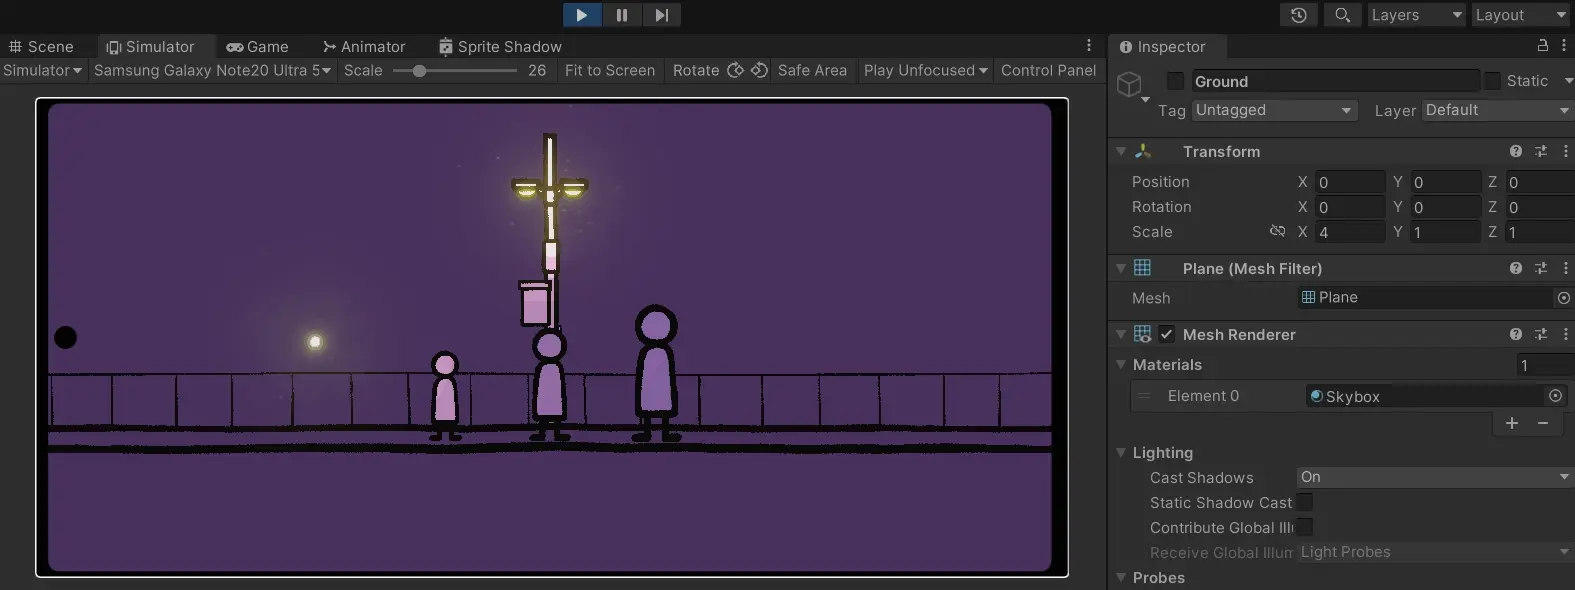 Layers Layout
Scene Simulator Game Animator Sprite Shadow Inspector
Simulator Samsung Galaxy Note20 Ultra 5 Scale 26 Fit to Screen Rotate Safe Area Play Unfocused Control Panel
Ground Static
Tag Untagged Layer Default
Transform
Position X 0 Y 0 Z 0
Rotation X 0 Y 0 Z 0
Scale X 4 Y 1 Z 1
Plane (Mesh Filter)
Mesh Plane
Mesh Renderer
Materials 1
Element 0 Skybox
Lighting
Cast Shadows On
Static Shadow Cast
Contribute Global Illu
Receive Global Illum Light Probes
Probes